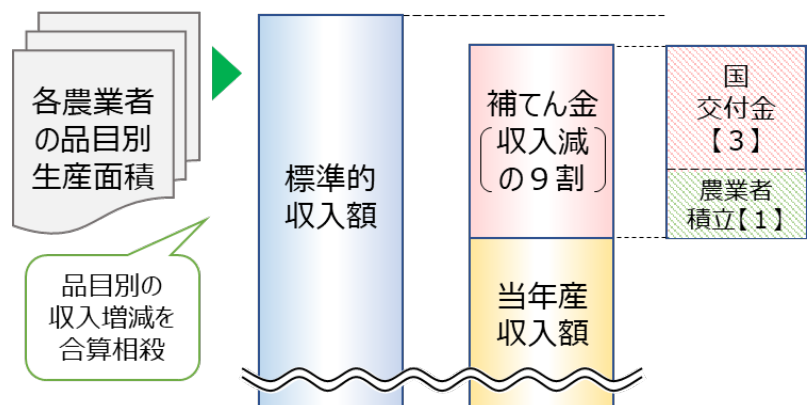 各農業者
の品目別
生産面積
品目別の
収入増減を
合算相殺
標準的
収入額
補てん金
収入減
の９割
当年産
収入額
国
交付金
【３】
農業者
積立【１】